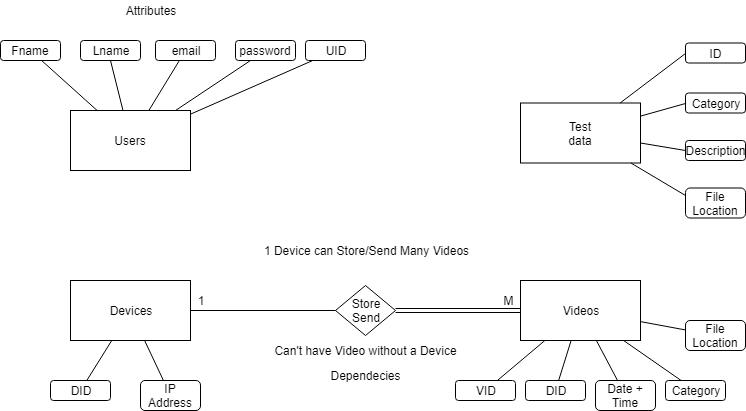 Attributes
Fname
Lname
email
password
UID
ID
Category
Description
File
Location
Users
Test
data
1 Device can Store/Send Many Videos
Devices
1
Store
Send
M
Videos
File
Location
Can't have Video without a Device
Dependecies
DID
IP
Address
VID
DID
Date +
Time
Category